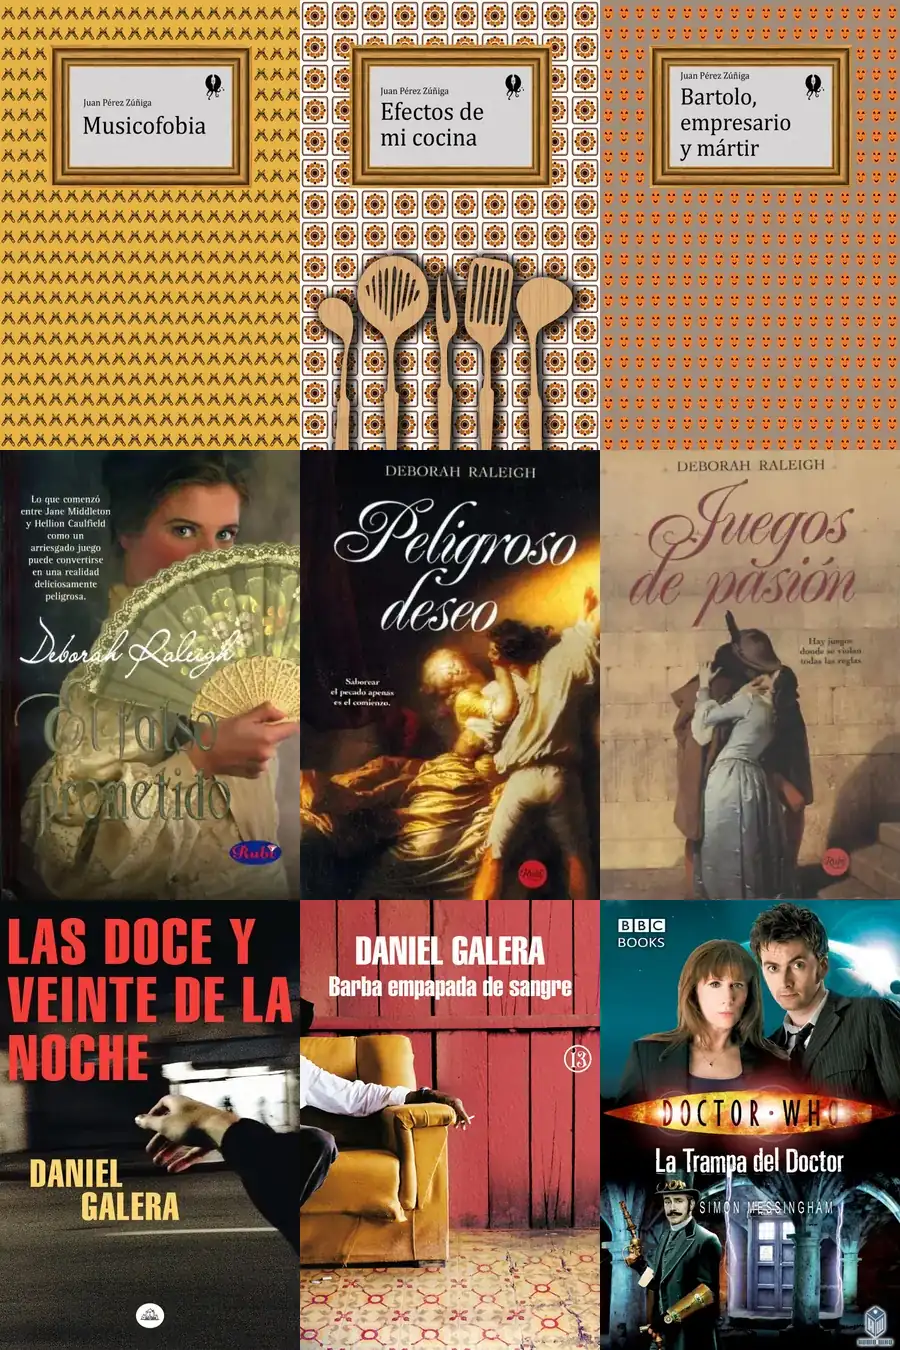 Juan Pérez Zúñiga
Musicofobia
Juan Pérez Zúñiga
Efectos de
mi cocina
Juan Pérez Zúñiga
Bartolo,
empresario
y mártir
Lo que comenzó
entre Jane Middleton
y Hellion Caulfield
como un
arriesgado juego
puede convertirse
en una realidad
deliciosamente
peligrosa.
Deborah Raleigh
El falso
prometido
Rubí
DEBORAH RALEIGH
Peligroso
deseo
Saborear
el pecado apenas
es el comienzo.
Rubí
DEBORAH RALEIGH
Juegos
de pasión
Hay juegos
donde se violan
todas las reglas
Rubí
LAS DOCE Y
VEINTE DE LA
NOCHE
DANIEL
GALERA
DANIEL GALERA
Barba empapada de sangre
13
BBC
BOOKS
DOCTOR·WHO
La Trampa del Doctor
SIMON MESSINGHAM